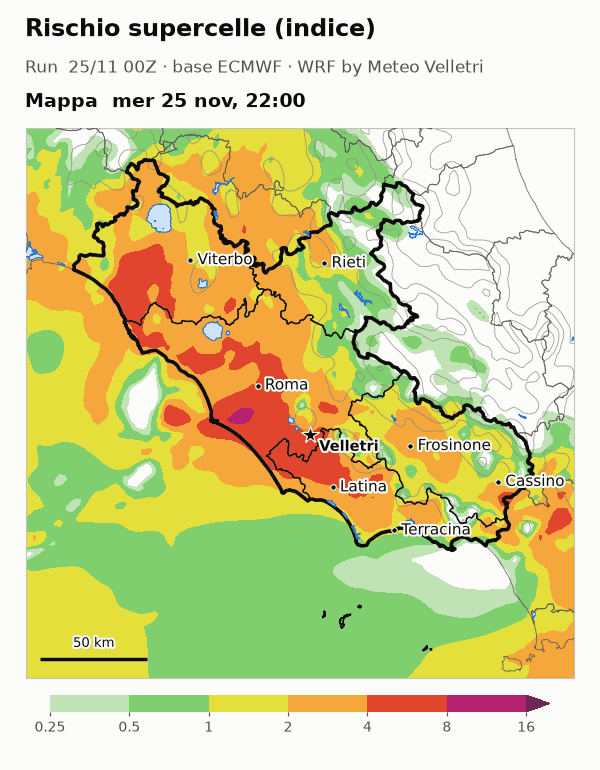 Rischio supercelle (indice)
Run  25/11 00Z · base ECMWF · WRF by Meteo Velletri
Mappa  mer 25 nov, 22:00
Viterbo
Rieti
Roma
Velletri
Frosinone
Cassino
Latina
Terracina
50 km
0.25 0.5 1 2 4 8 16